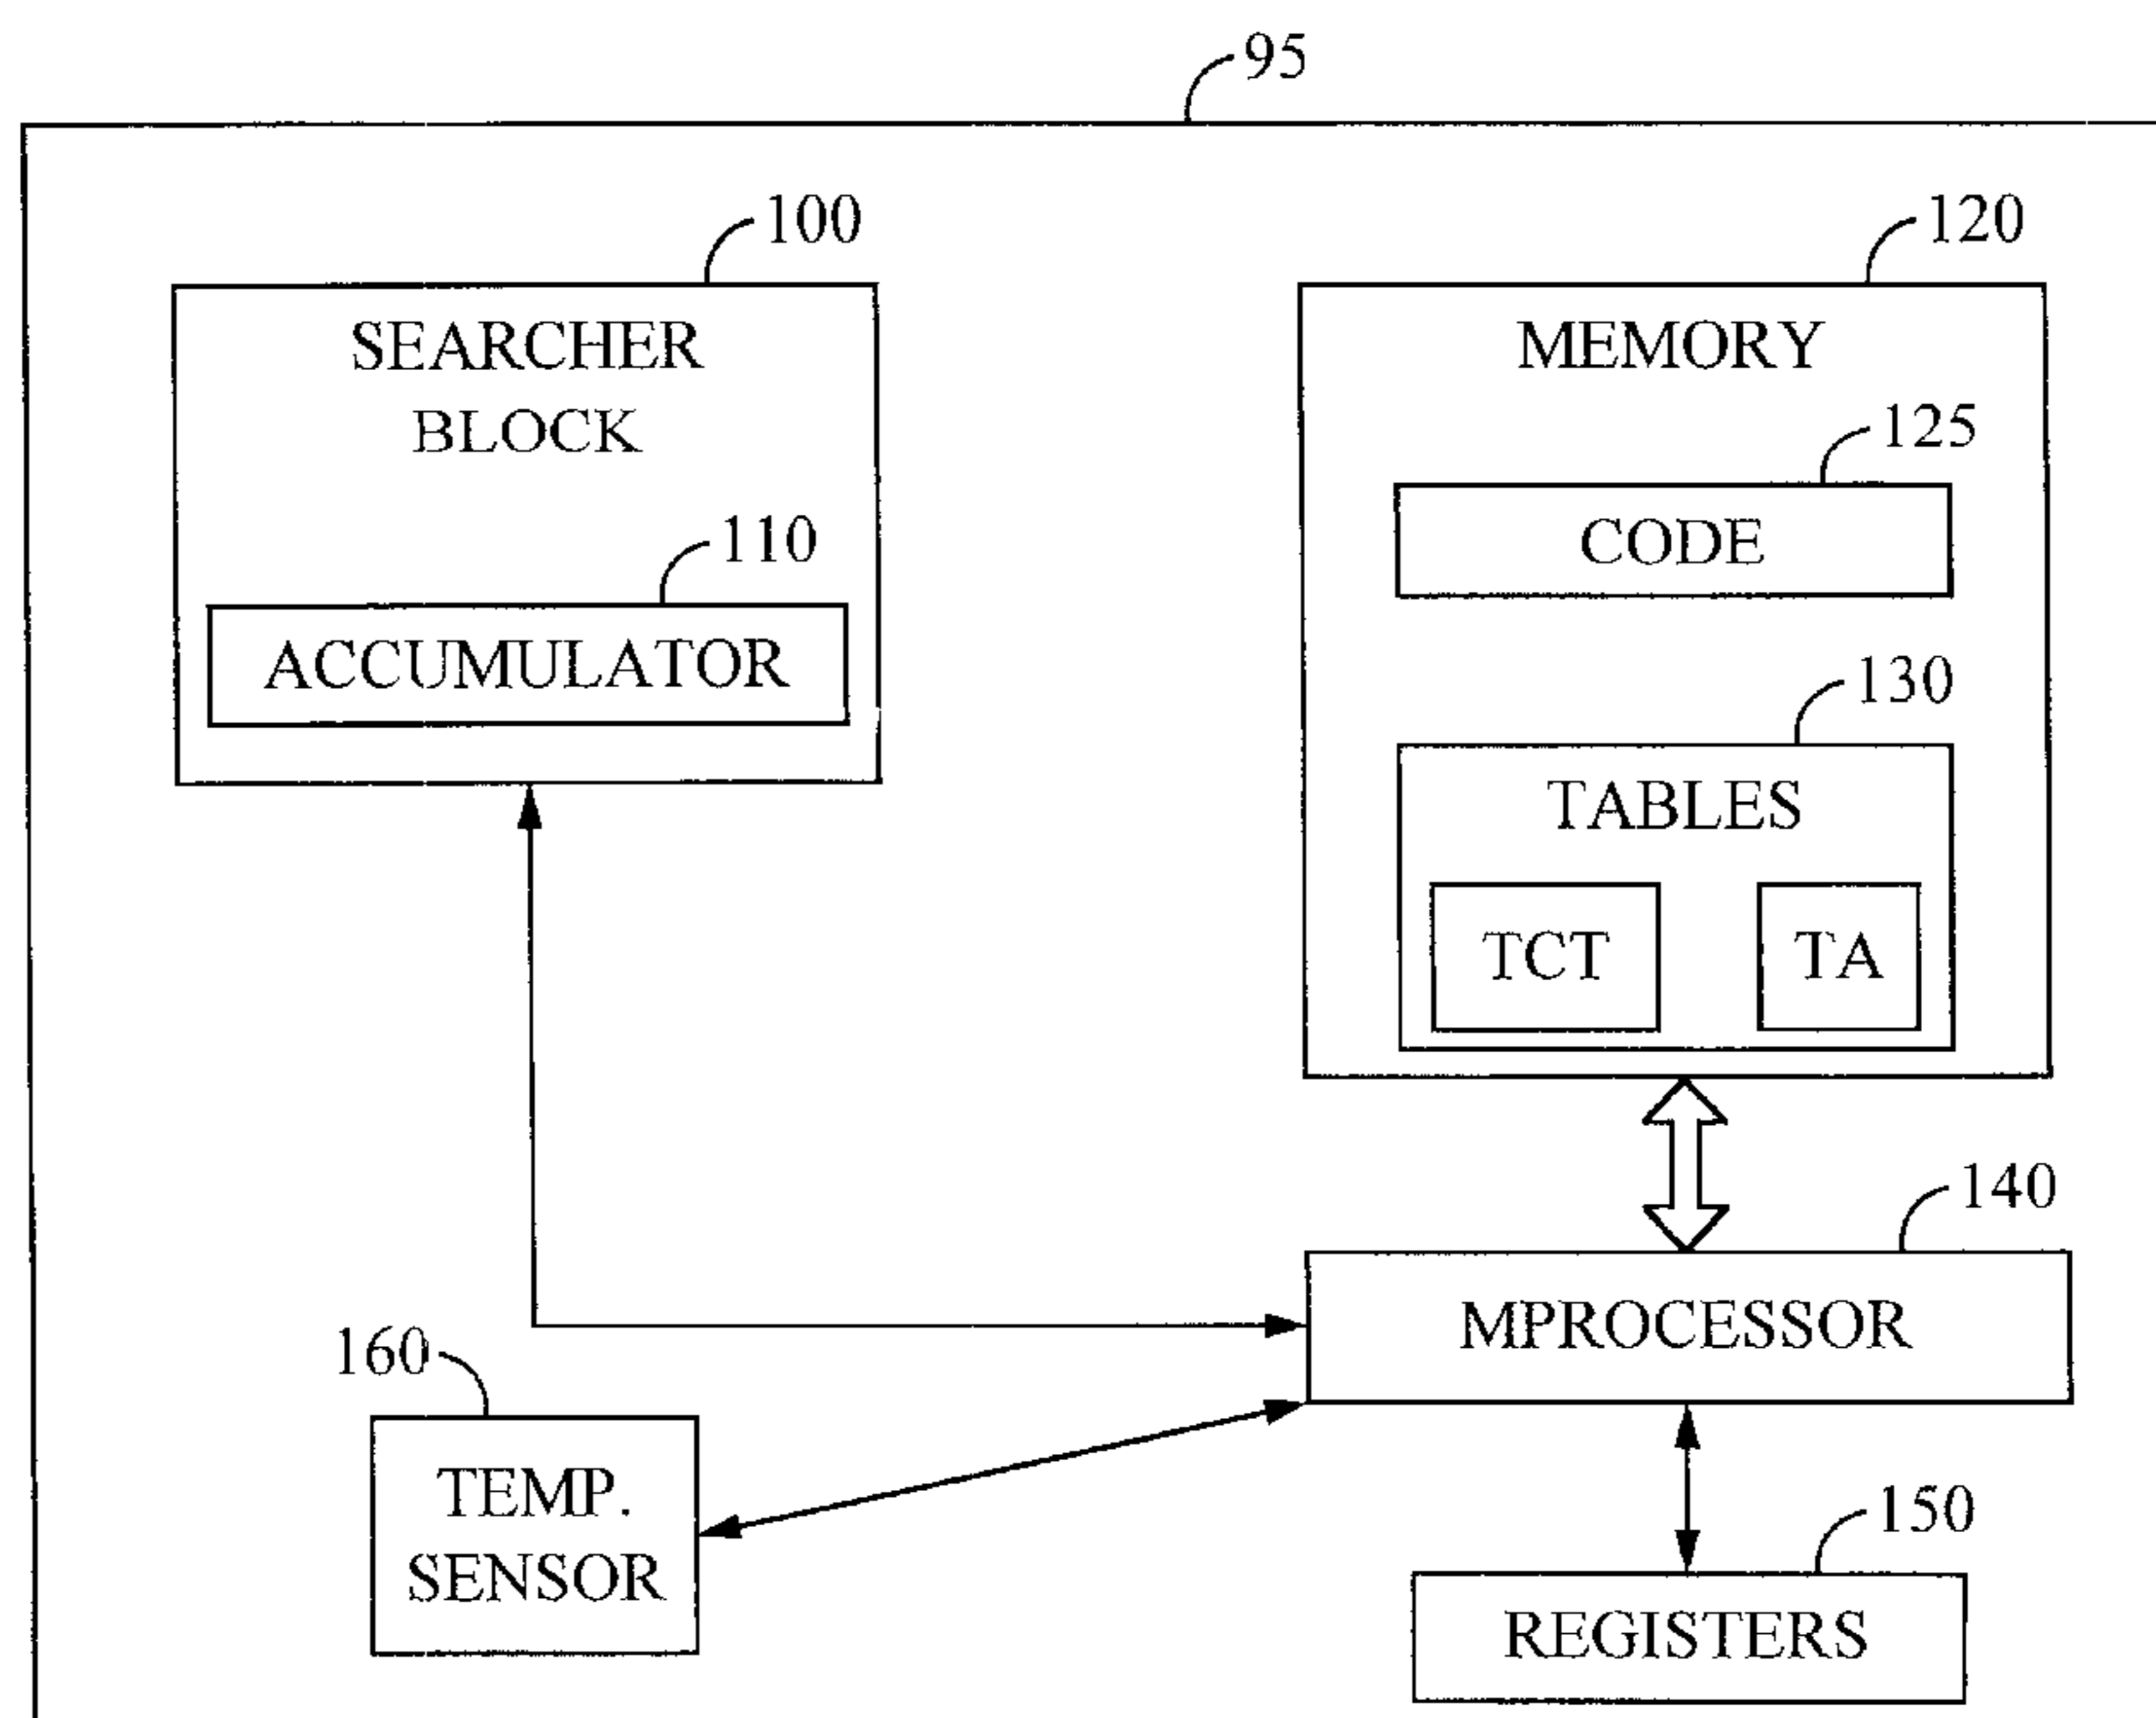 95
100
SEARCHER
BLOCK
110
ACCUMULATOR
120
MEMORY
125
CODE
130
TABLES
TCT
TA
140
MPROCESSOR
160
TEMP.
SENSOR
150
REGISTERS